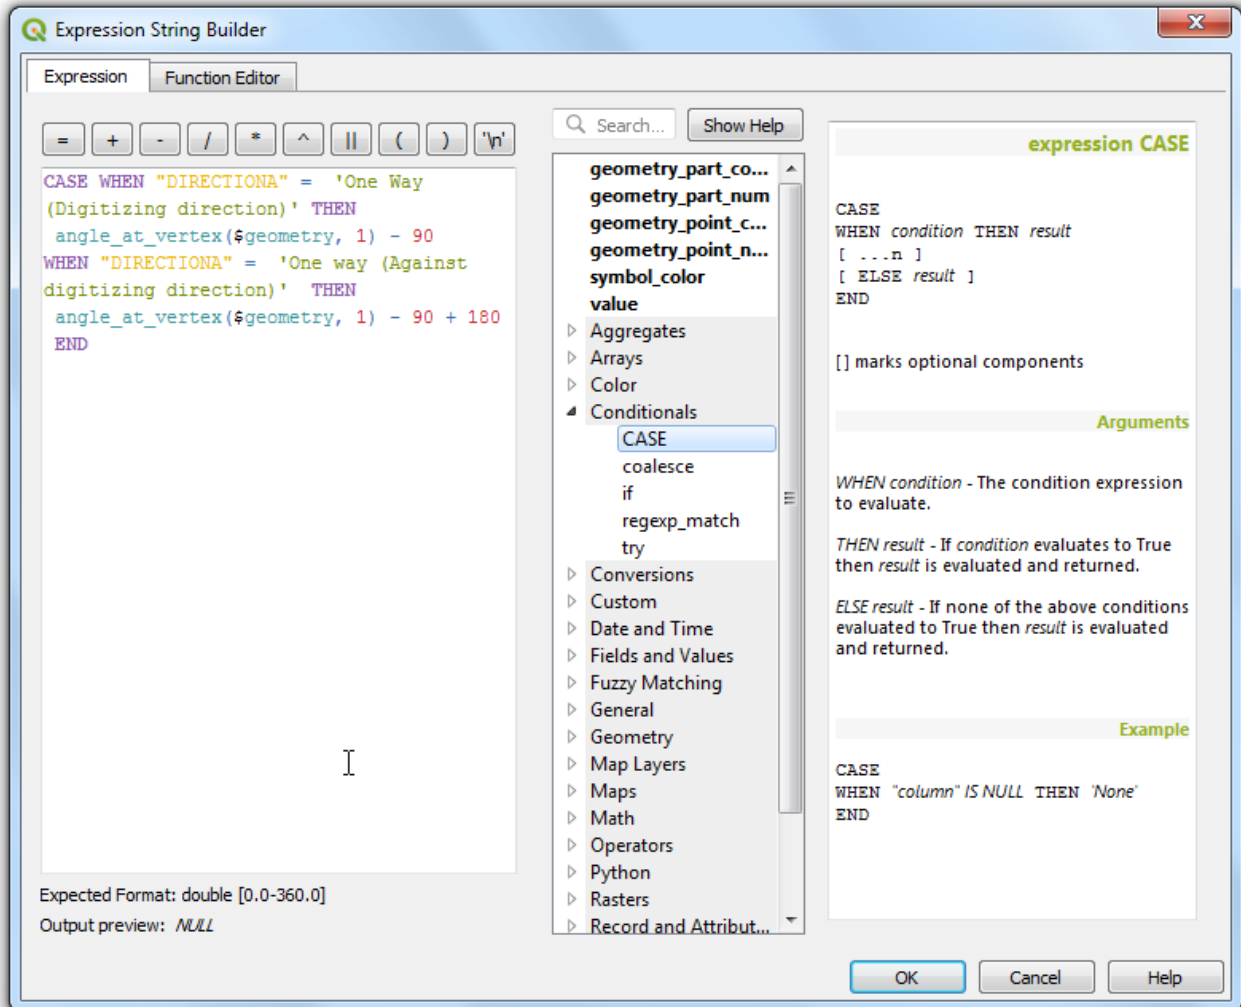 Expression String Builder
Expression
Function Editor
= + - / * ^ || ( ) '\n'
CASE WHEN "DIRECTIONA" =  'One Way
(Digitizing direction)' THEN
 angle_at_vertex($geometry, 1) - 90
WHEN "DIRECTIONA" =  'One way (Against
digitizing direction)'  THEN
 angle_at_vertex($geometry, 1) - 90 + 180
 END
Expected Format: double [0.0-360.0]
Output preview: NULL
Search...
Show Help
geometry_part_co...
geometry_part_num
geometry_point_c...
geometry_point_n...
symbol_color
value
Aggregates
Arrays
Color
Conditionals
CASE
coalesce
if
regexp_match
try
Conversions
Custom
Date and Time
Fields and Values
Fuzzy Matching
General
Geometry
Map Layers
Maps
Math
Operators
Python
Rasters
Record and Attribut...
expression CASE
CASE
WHEN condition THEN result
[ ...n ]
[ ELSE result ]
END
[] marks optional components
Arguments
WHEN condition - The condition expression
to evaluate.
THEN result - If condition evaluates to True
then result is evaluated and returned.
ELSE result - If none of the above conditions
evaluated to True then result is evaluated
and returned.
Example
CASE
WHEN "column" IS NULL THEN 'None'
END
OK
Cancel
Help